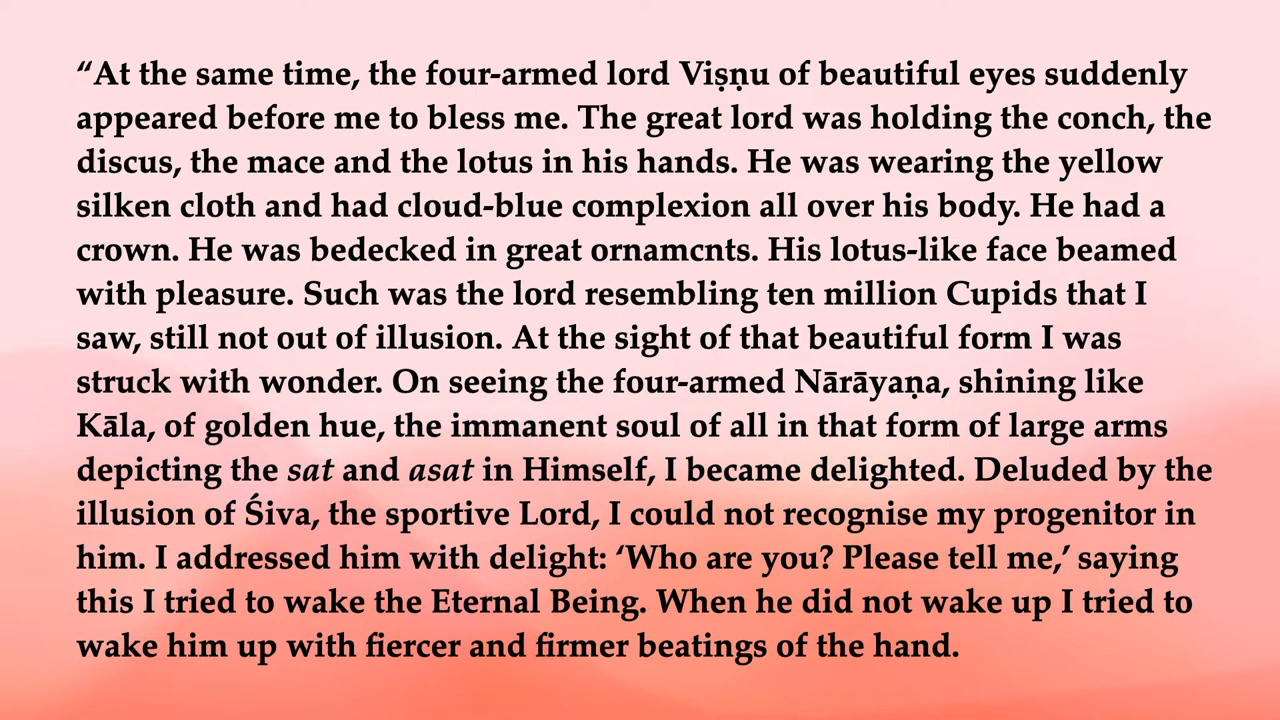 “At the same time, the four-armed lord Viṣṇu of beautiful eyes suddenly
appeared before me to bless me. The great lord was holding the conch, the
discus, the mace and the lotus in his hands. He was wearing the yellow
silken cloth and had cloud-blue complexion all over his body. He had a
crown. He was bedecked in great ornamcnts. His lotus-like face beamed
with pleasure. Such was the lord resembling ten million Cupids that I
saw, still not out of illusion. At the sight of that beautiful form I was
struck with wonder. On seeing the four-armed Nārāyaṇa, shining like
Kāla, of golden hue, the immanent soul of all in that form of large arms
depicting the sat and asat in Himself, I became delighted. Deluded by the
illusion of Śiva, the sportive Lord, I could not recognise my progenitor in
him. I addressed him with delight: ‘Who are you? Please tell me,’ saying
this I tried to wake the Eternal Being. When he did not wake up I tried to
wake him up with fiercer and firmer beatings of the hand.